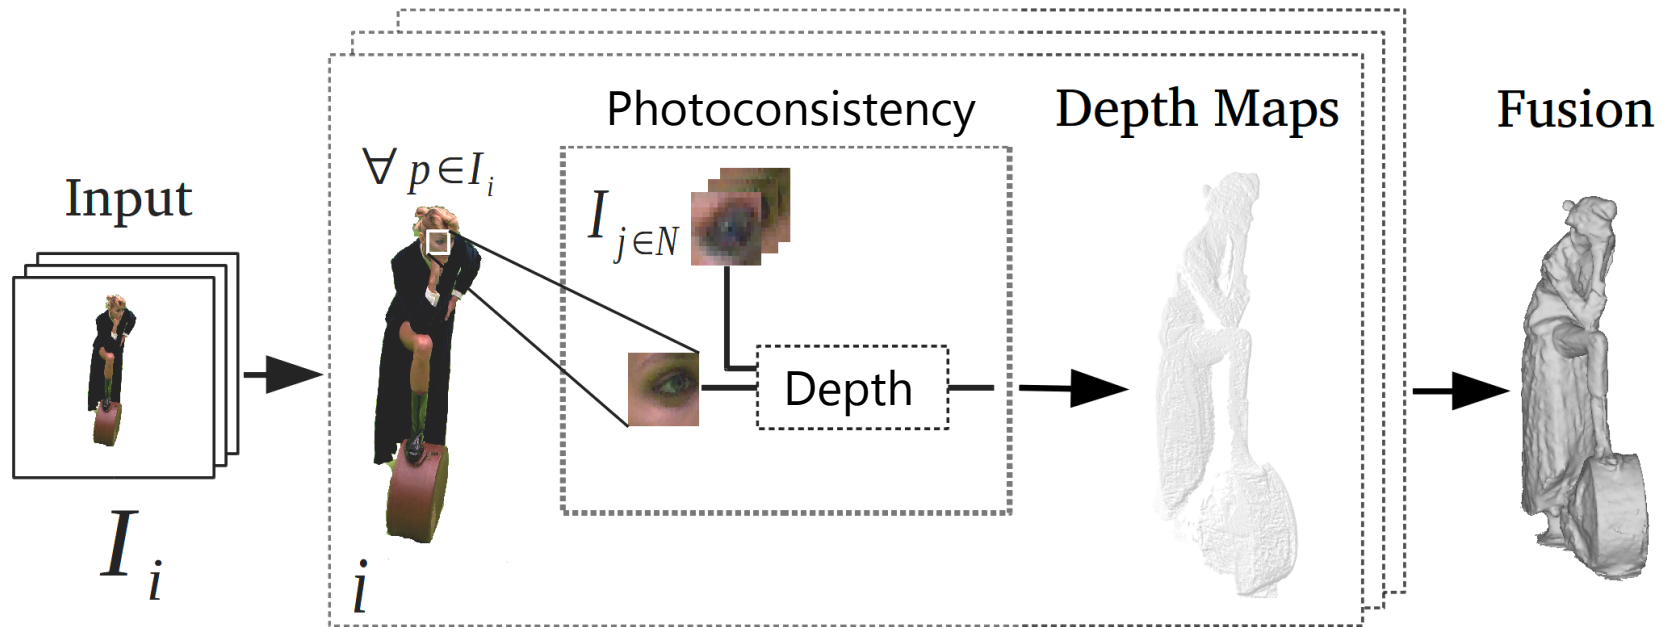 Input
I i
∀ p∈I i
i
Photoconsistency
I j∈N
Depth
Depth Maps
Fusion